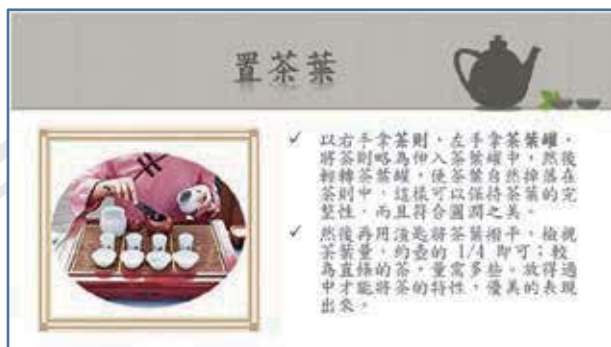 置茶葉
✓ 以右手拿茶則，左手拿茶葉罐，
將茶則略為伸入茶葉罐中，然後
輕轉茶葉罐，使茶葉自然掉落在
茶則中，這樣可以保持茶葉的完
整性，而且符合圓潤之美。
✓ 然後再用渣匙將茶葉撥平，檢視
茶葉量，約壺的 1/4 即可；較
為直條的茶，量需多些。放得適
中才能將茶的特性，優美的表現
出來。